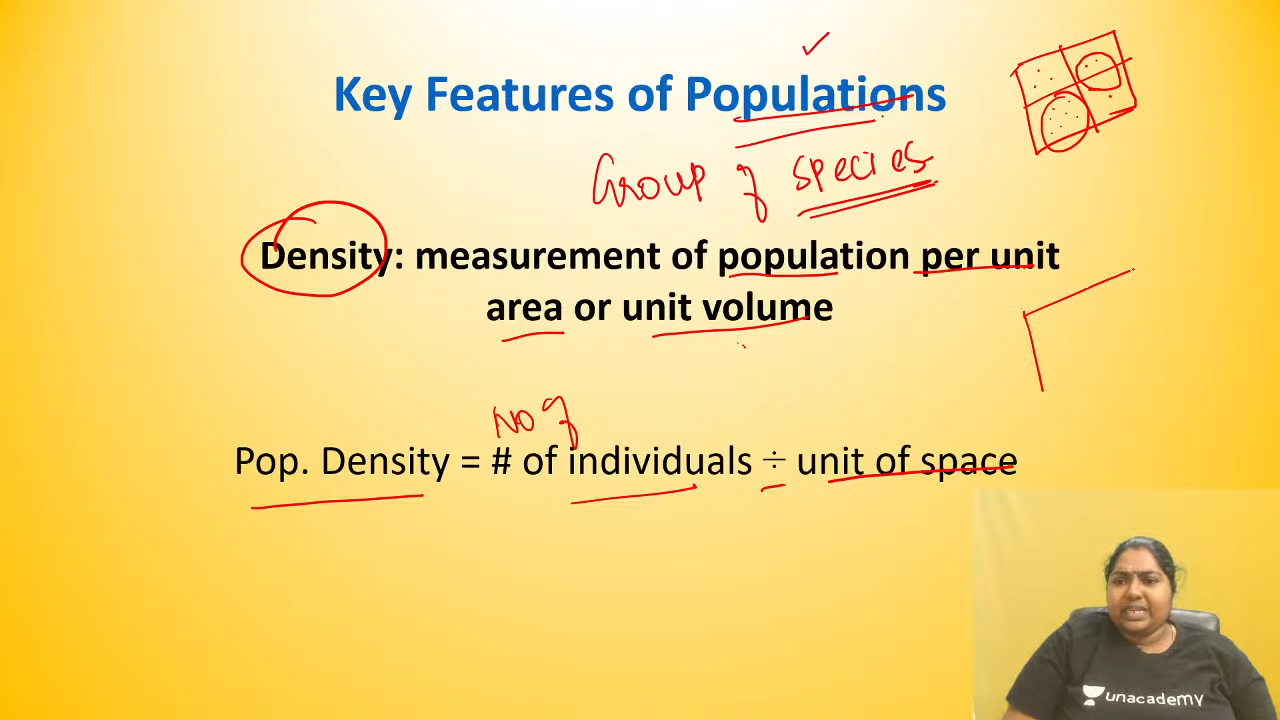 Key Features of Populations
Group of species
Density: measurement of population per unit
area or unit volume
No of
Pop. Density = # of individuals ÷ unit of space
unacademy